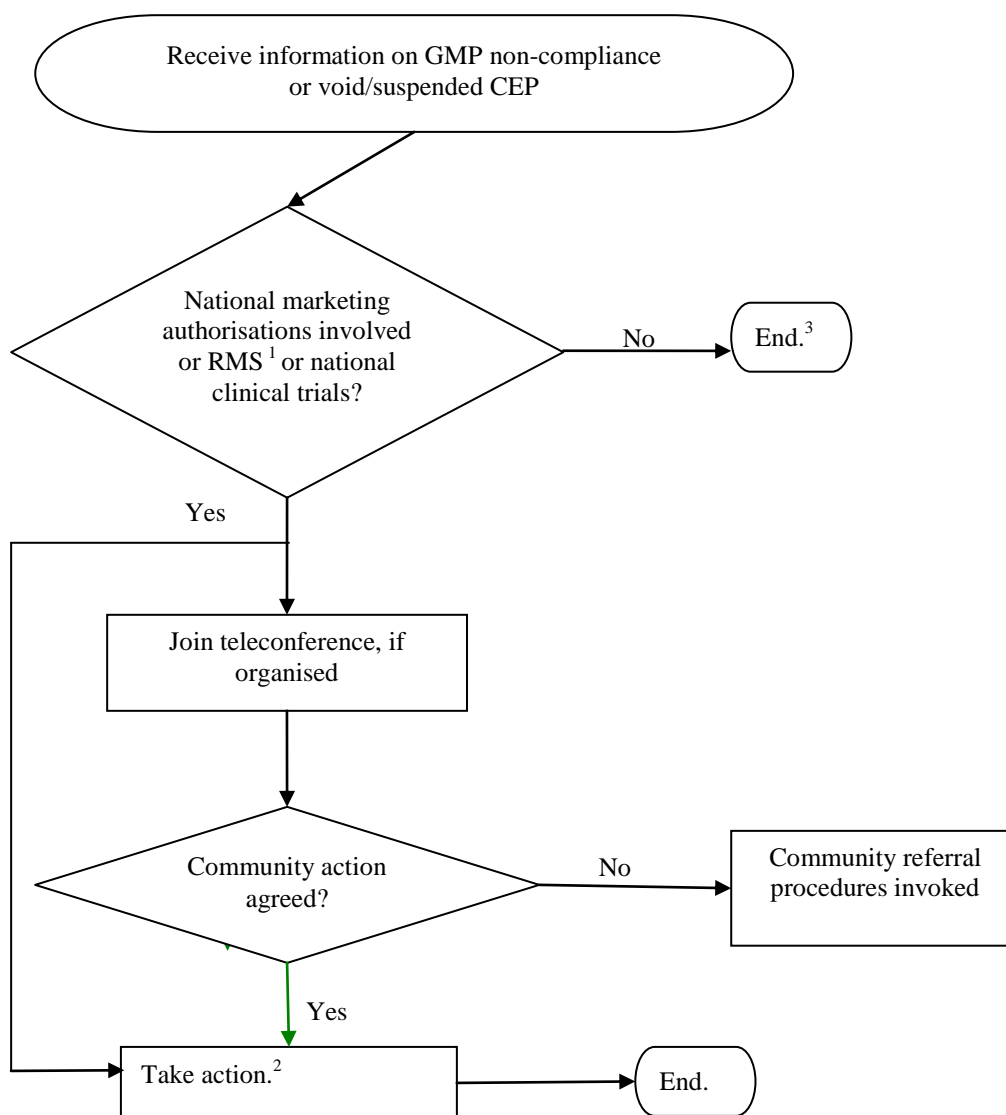 Receive information on GMP non-compliance
or void/suspended CEP
National marketing
authorisations involved
or RMS 1 or national
clinical trials?
No
End.3
Yes
Join teleconference, if
organised
Community action
agreed?
No
Community referral
procedures invoked
Yes
Take action.2
End.